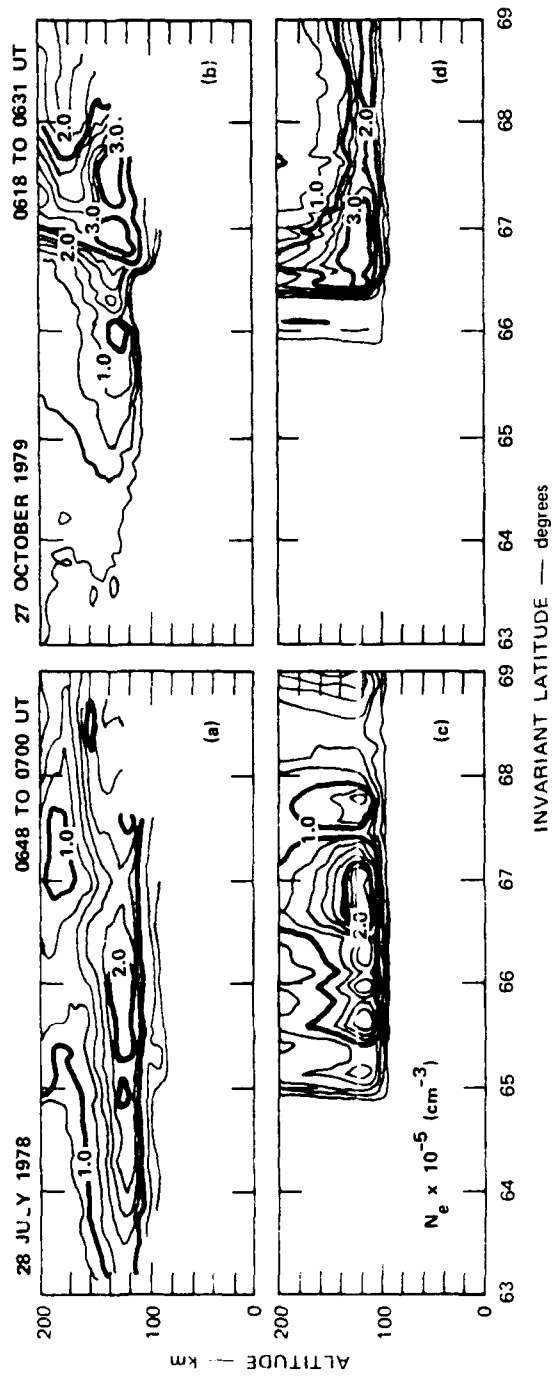 28 JULY 1978 0648 TO 0700 UT
27 OCTOBER 1979 0618 TO 0631 UT
200
100
0
1.0
1.0
2.0
(a)
1.0
2.0
3.0
2.0
3.0
(b)
ALTITUDE — km
200
100
0
1.0
2.0
(c)
N_e x 10^-5 (cm^-3)
1.0
3.0
2.0
(d)
63 64 65 66 67 68 69
63 64 65 66 67 68 69
INVARIANT LATITUDE — degrees